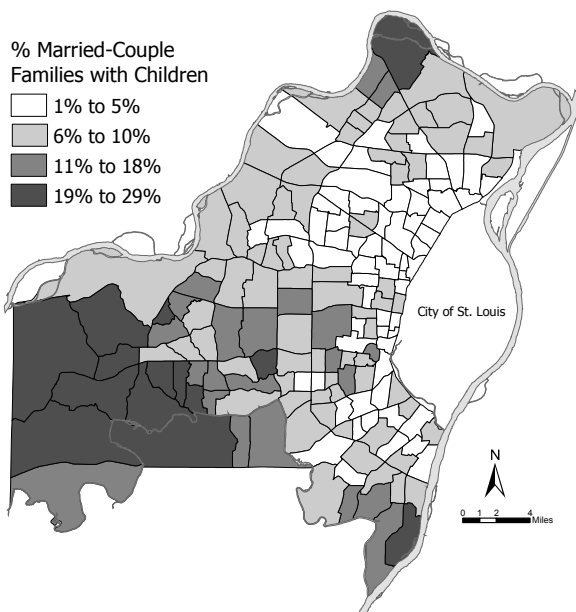 % Married-Couple
Families with Children
1% to 5%
6% to 10%
11% to 18%
19% to 29%
City of St. Louis
N
0 1 2 4
Miles